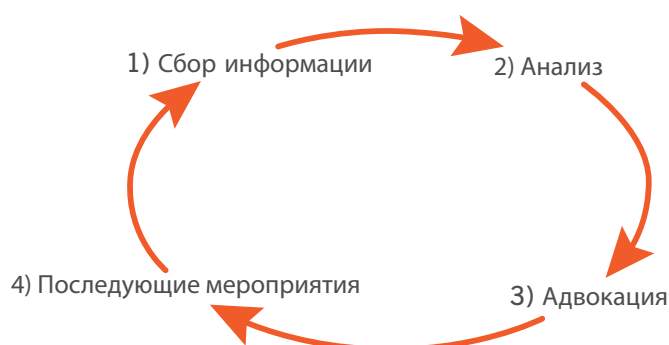 1) Сбор информации
2) Анализ
3) Адвокация
4) Последующие мероприятия